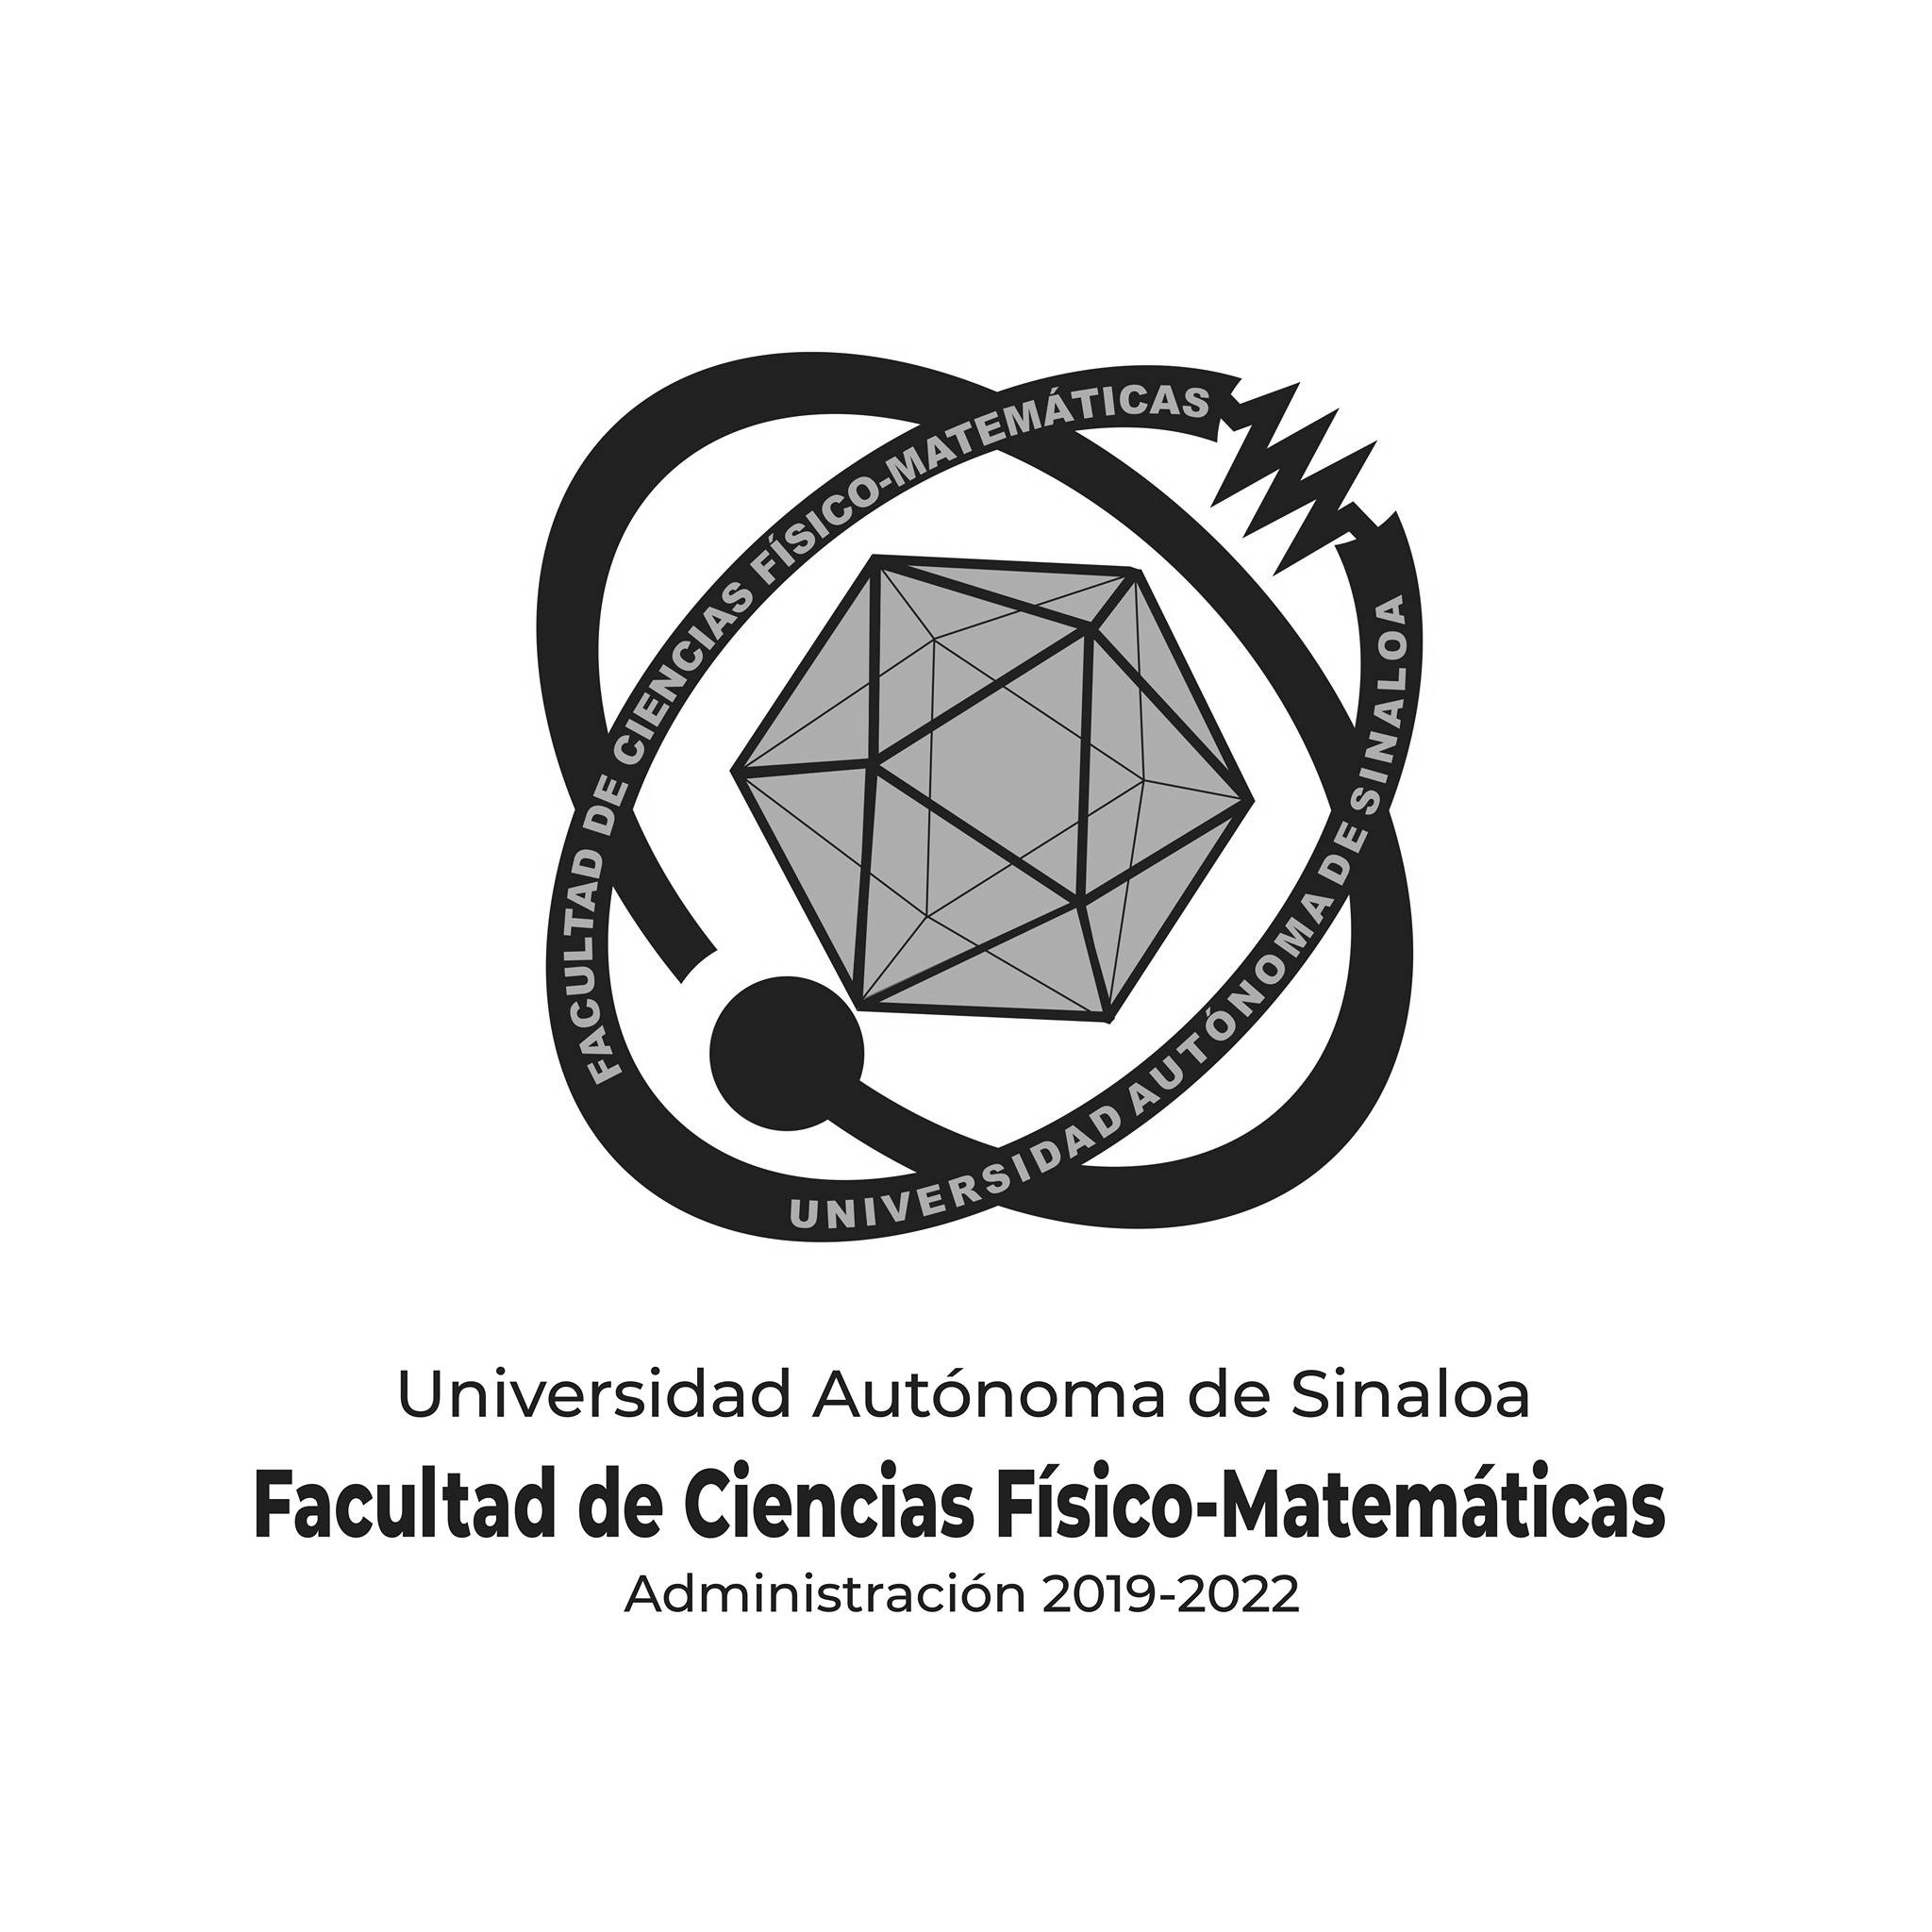 FACULTAD DE CIENCIAS FÍSICO-MATEMÁTICAS
UNIVERSIDAD AUTÓNOMA DE SINALOA
Universidad Autónoma de Sinaloa
Facultad de Ciencias Físico-Matemáticas
Administración 2019-2022